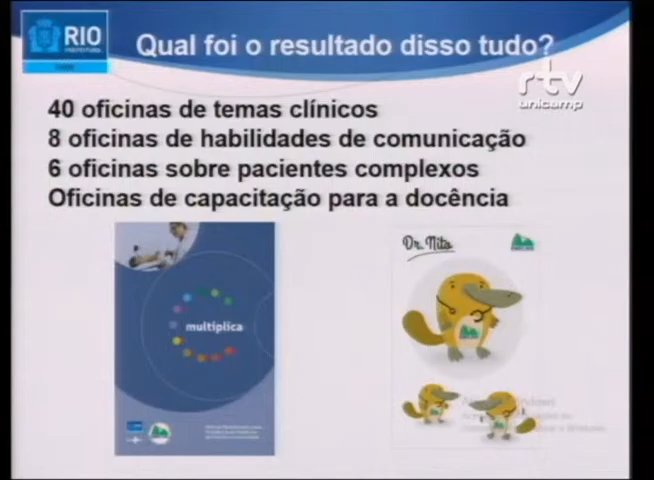 RIO
PREFEITURA
Qual foi o resultado disso tudo?
rtv
unicamp
40 oficinas de temas clínicos
8 oficinas de habilidades de comunicação
6 oficinas sobre pacientes complexos
Oficinas de capacitação para a docência
multiplica
Dr. Nito